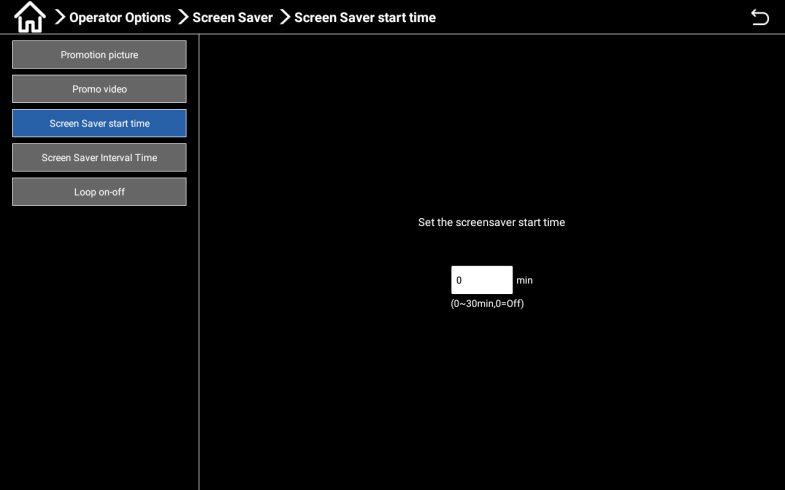 Operator Options Screen Saver Screen Saver start time
Promotion picture
Promo video
Screen Saver start time
Screen Saver Interval Time
Loop on-off
Set the screensaver start time
0 min
(0~30min,0=Off)